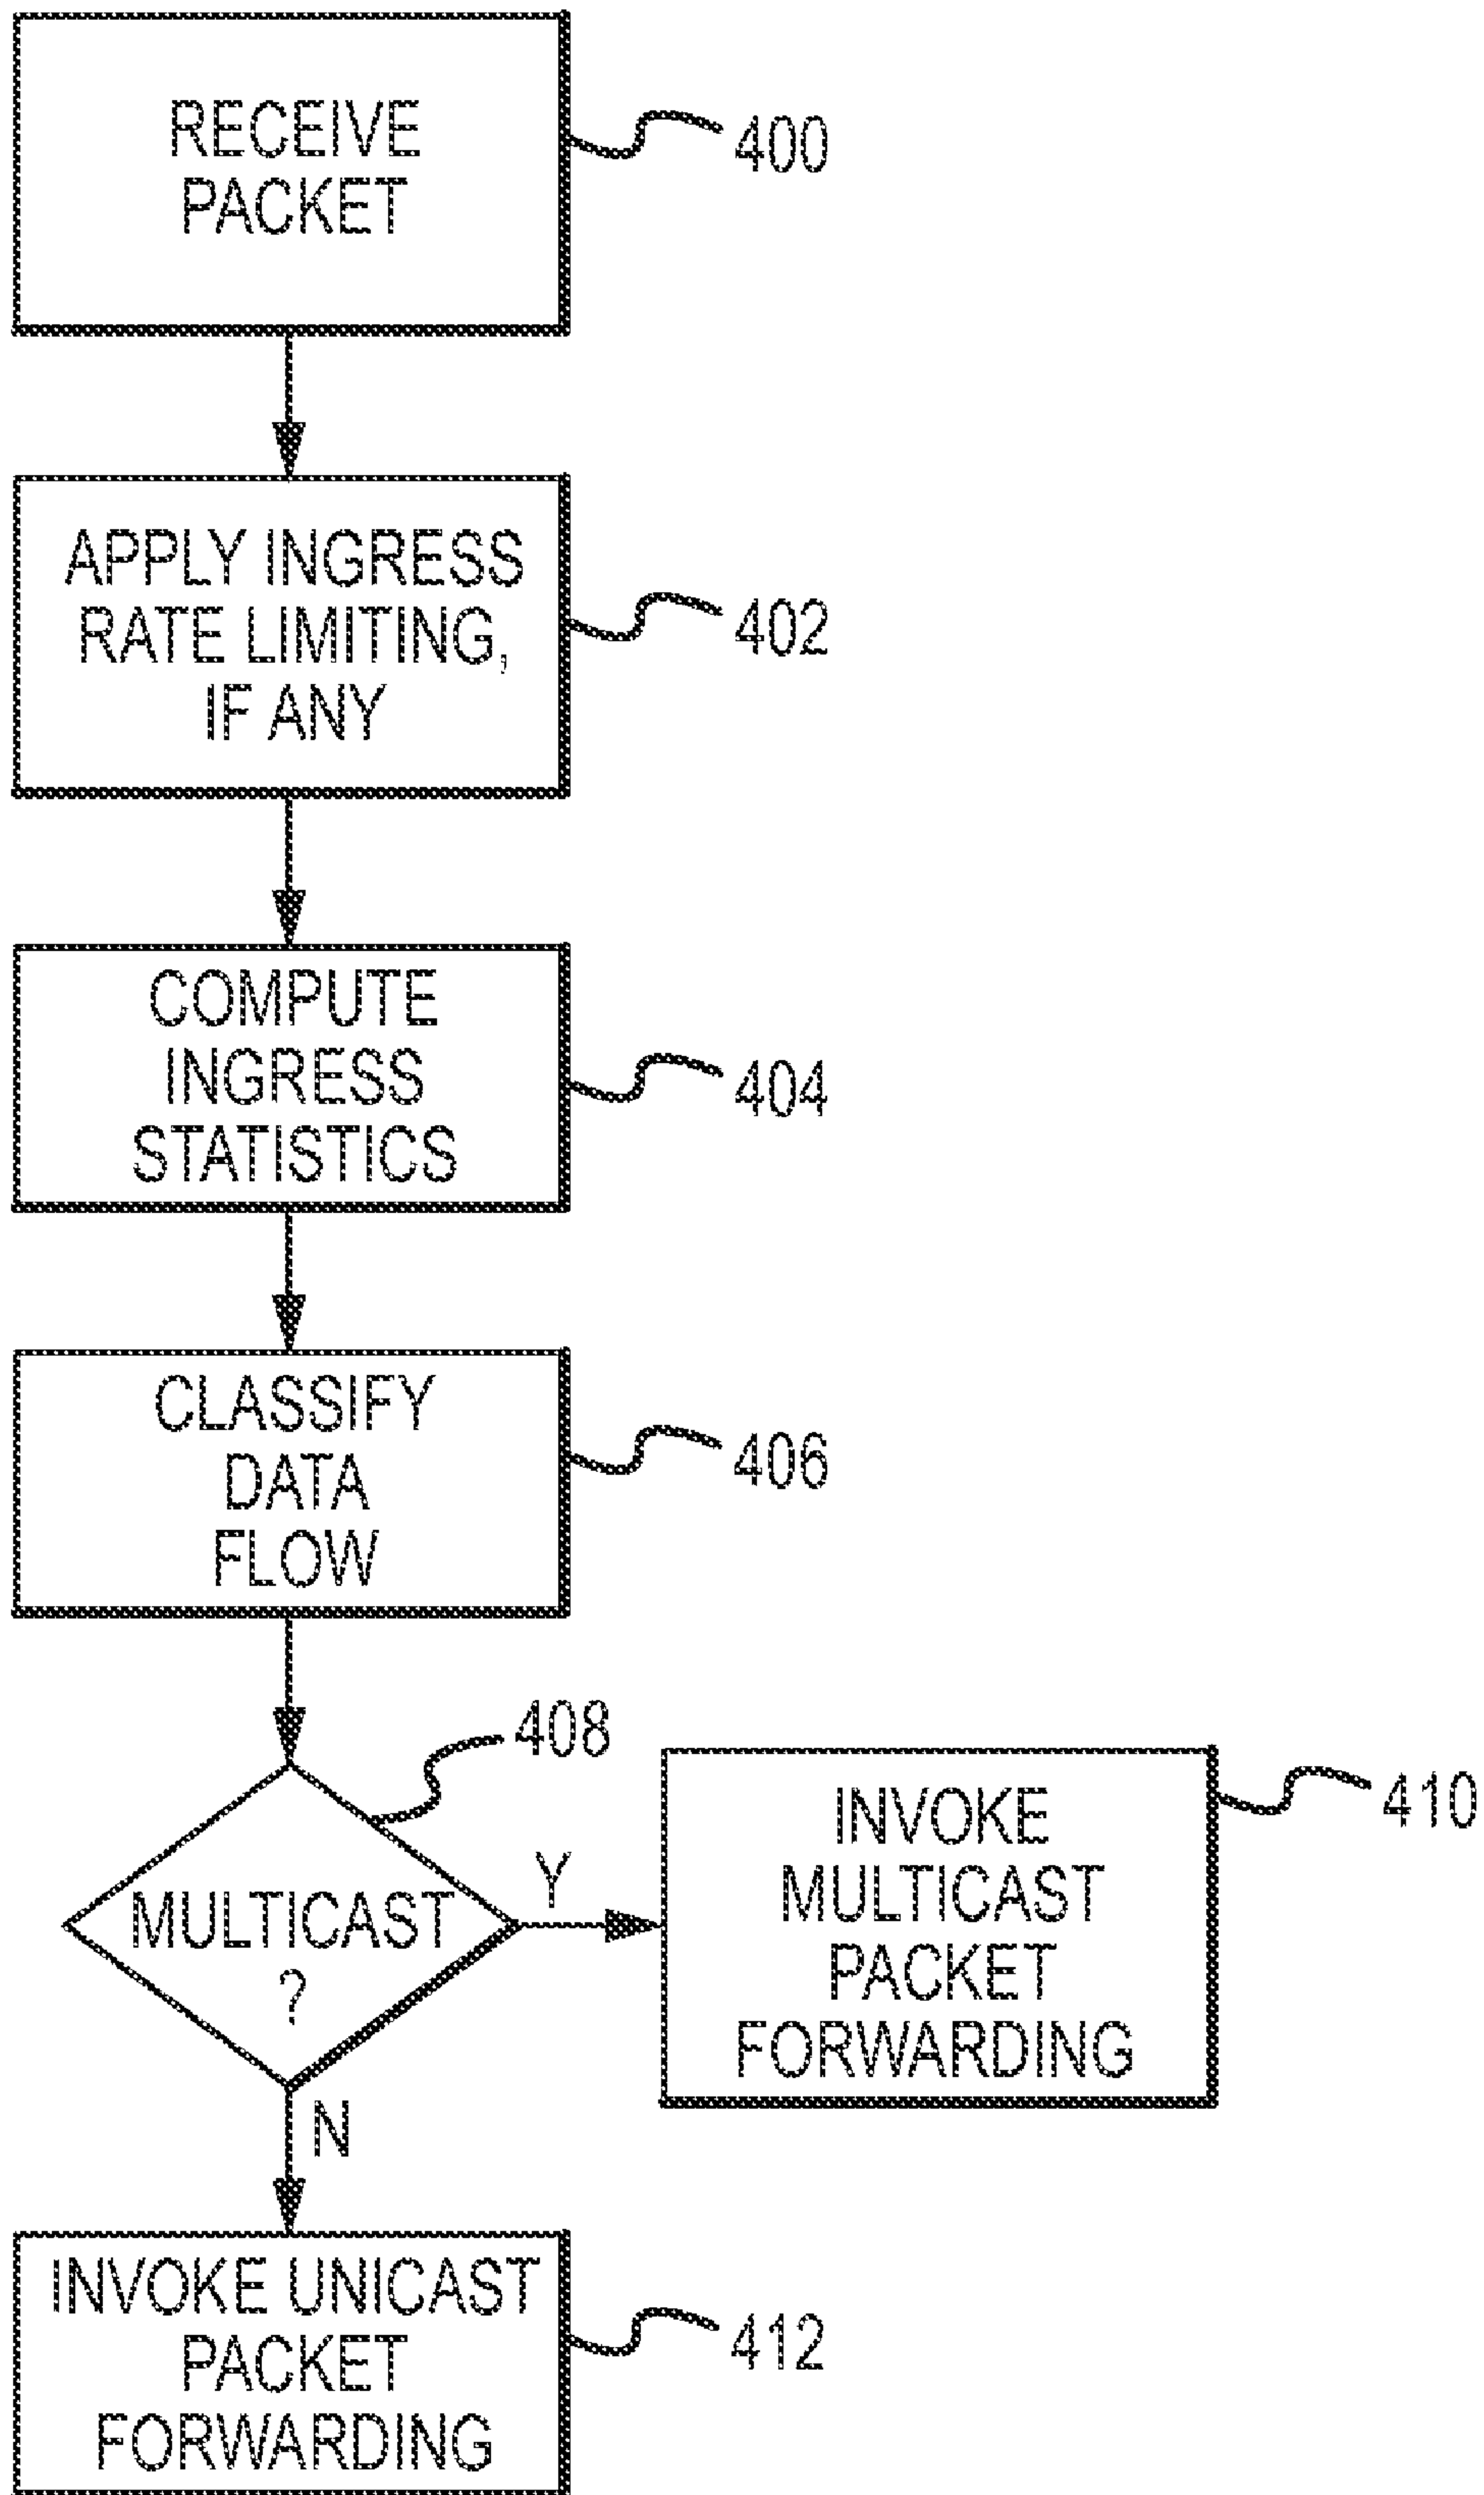 RECEIVE
PACKET
400
APPLY INGRESS
RATE LIMITING,
IF ANY
402
COMPUTE
INGRESS
STATISTICS
404
CLASSIFY
DATA
FLOW
406
408
MULTICAST
?
Y
N
INVOKE
MULTICAST
PACKET
FORWARDING
410
INVOKE UNICAST
PACKET
FORWARDING
412